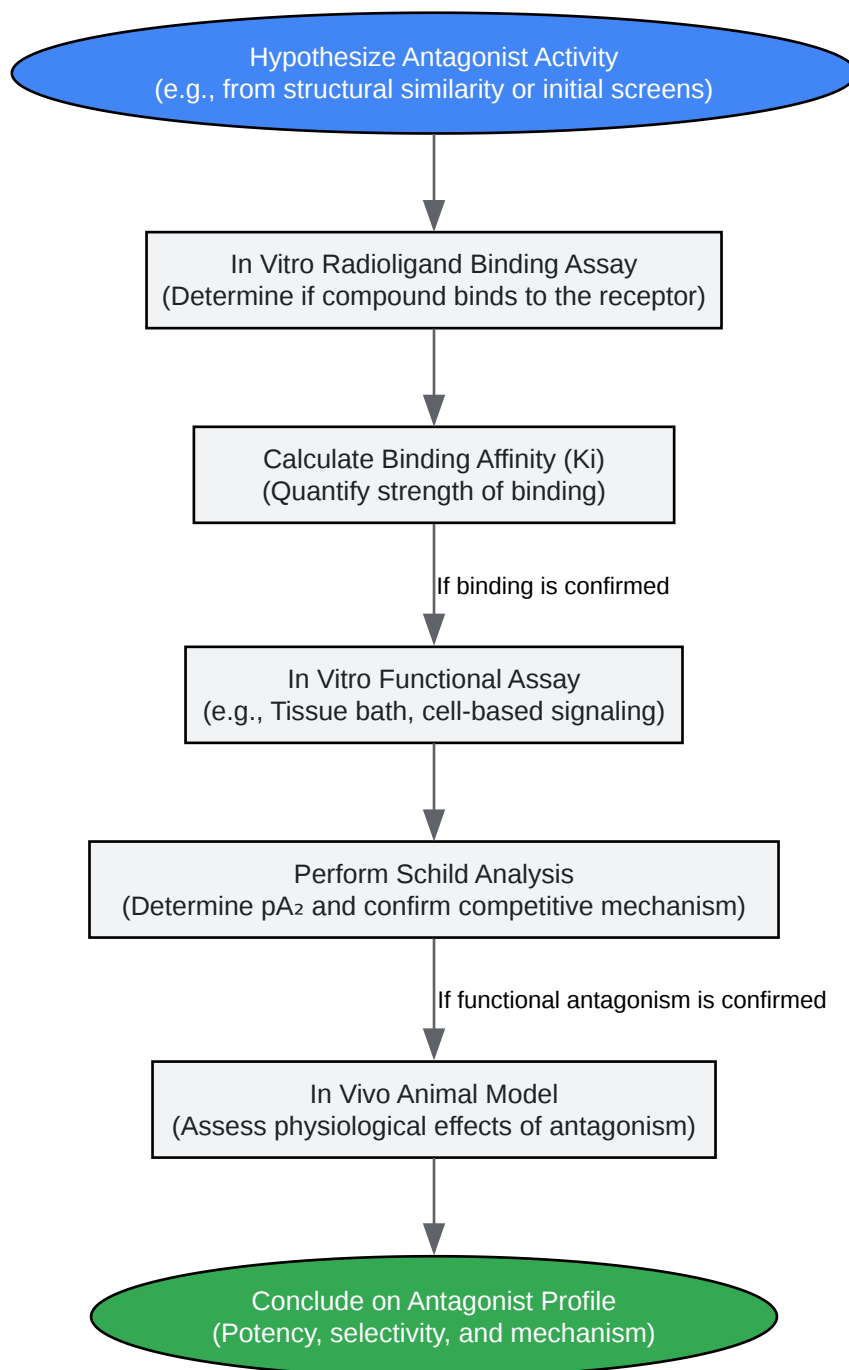 Hypothesize Antagonist Activity
(e.g., from structural similarity or initial screens)
In Vitro Radioligand Binding Assay
(Determine if compound binds to the receptor)
Calculate Binding Affinity (Ki)
(Quantify strength of binding)
If binding is confirmed
In Vitro Functional Assay
(e.g., Tissue bath, cell-based signaling)
Perform Schild Analysis
(Determine pA₂ and confirm competitive mechanism)
If functional antagonism is confirmed
In Vivo Animal Model
(Assess physiological effects of antagonism)
Conclude on Antagonist Profile
(Potency, selectivity, and mechanism)